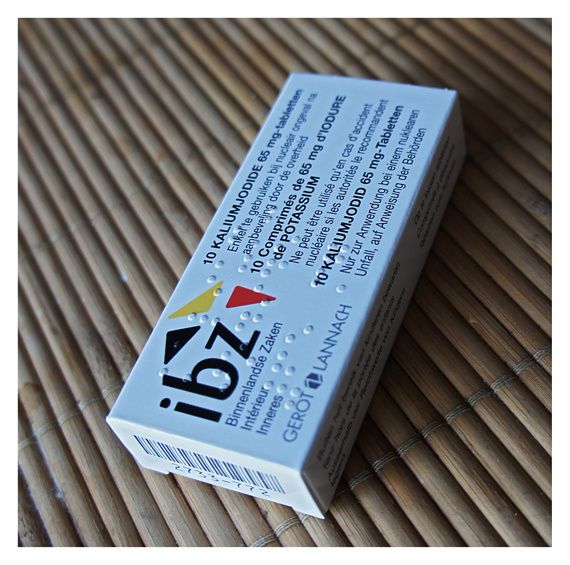 10 KALIUMJODIDE 65 mg-tabletten
Enkel te gebruiken bij nucleair ongeval na
aanbeveling door de overheid
10 Comprimés de 65 mg d'IODURE
de POTASSIUM
Ne peut être utilisé qu'en cas d'accident
nucléaire si les autorités le recommandent
10 KALIUMJODID 65 mg-Tabletten
Nur zur Anwendung bei einem nuklearen
Unfall, auf Anweisung der Behörden
ibz
Binnenlandse Zaken
Intérieur
Inneres
GEROT LANNACH
2733-772